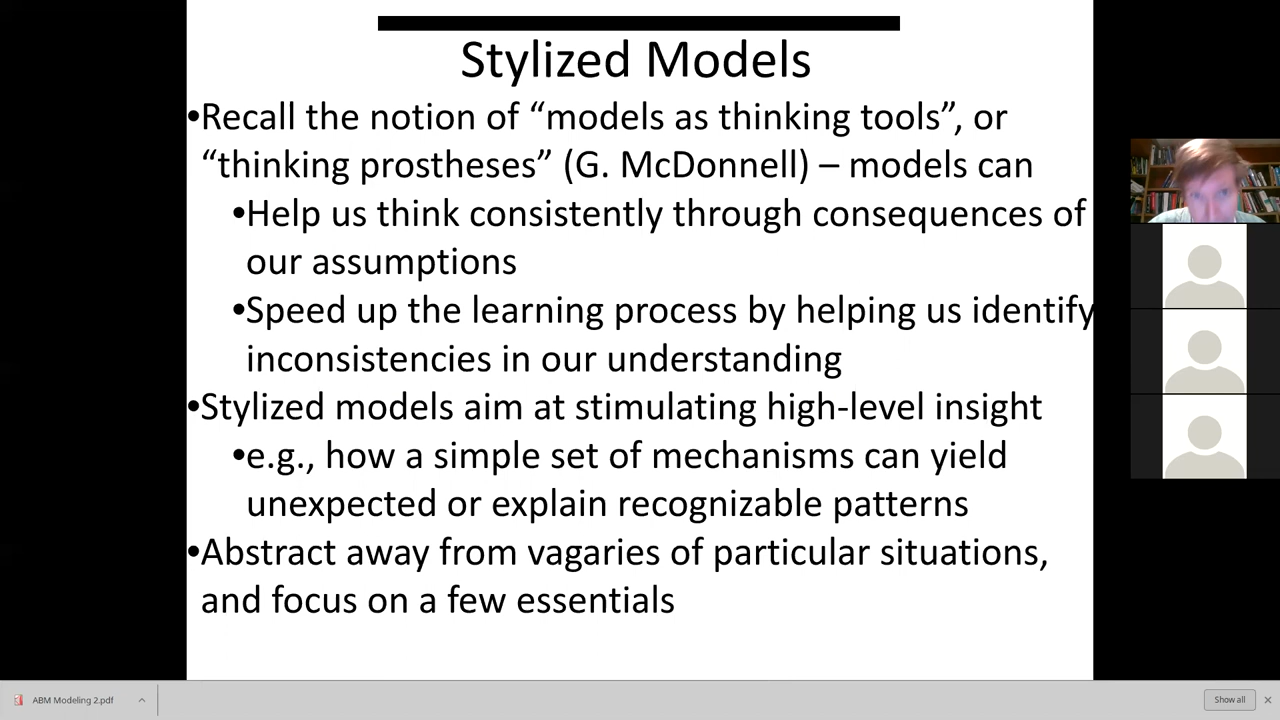 Stylized Models
•Recall the notion of “models as thinking tools”, or
“thinking prostheses” (G. McDonnell) – models can
•Help us think consistently through consequences of
our assumptions
•Speed up the learning process by helping us identify
inconsistencies in our understanding
•Stylized models aim at stimulating high-level insight
•e.g., how a simple set of mechanisms can yield
unexpected or explain recognizable patterns
•Abstract away from vagaries of particular situations,
and focus on a few essentials
ABM Modeling 2.pdf
Show all